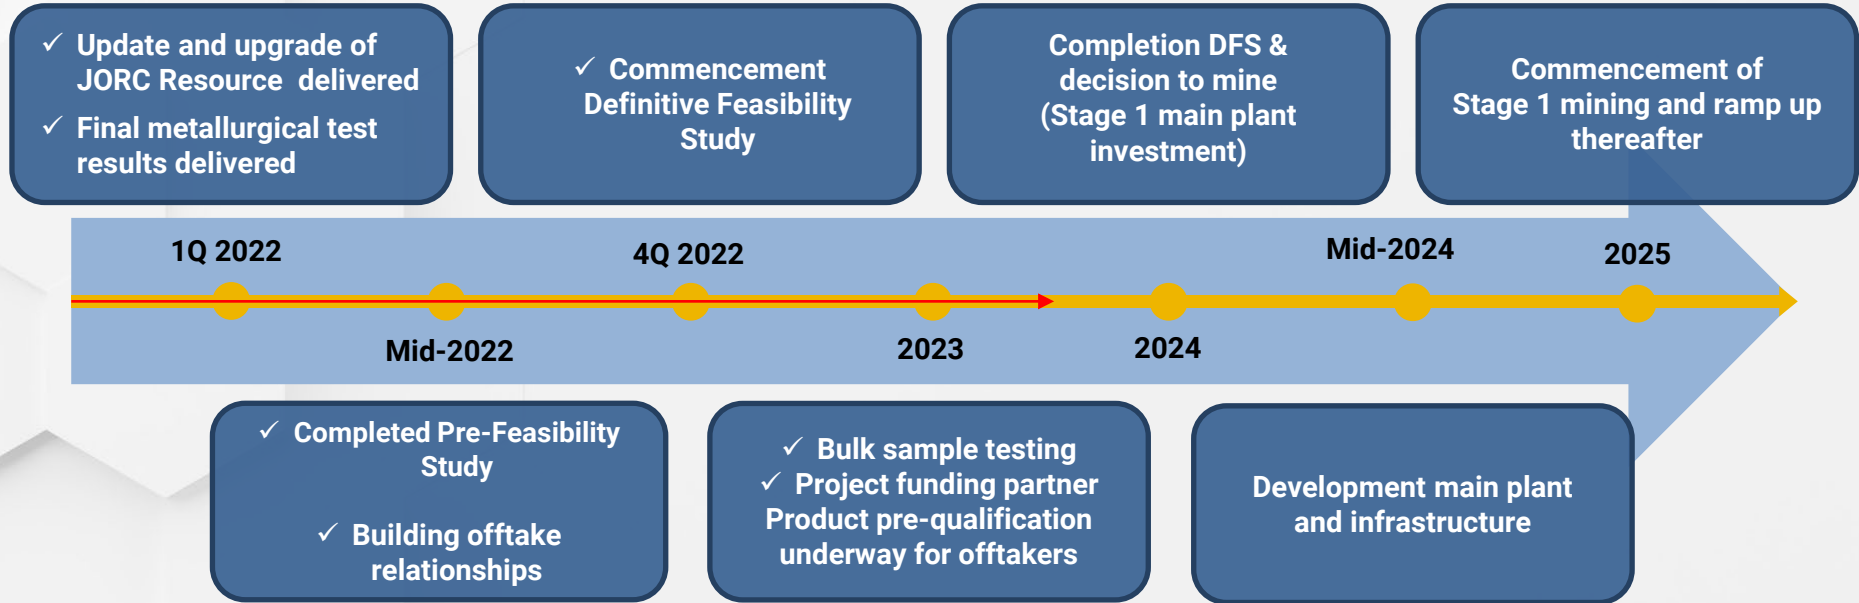 ✓ Update and upgrade of
JORC Resource delivered
✓ Final metallurgical test
results delivered
✓ Commencement
Definitive Feasibility
Study
Completion DFS &
decision to mine
(Stage 1 main plant
investment)
Commencement of
Stage 1 mining and ramp up
thereafter
1Q 2022
4Q 2022
Mid-2024
2025
Mid-2022
2023
2024
✓ Completed Pre-Feasibility
Study
✓ Building offtake
relationships
✓ Bulk sample testing
✓ Project funding partner
Product pre-qualification
underway for offtakers
Development main plant
and infrastructure